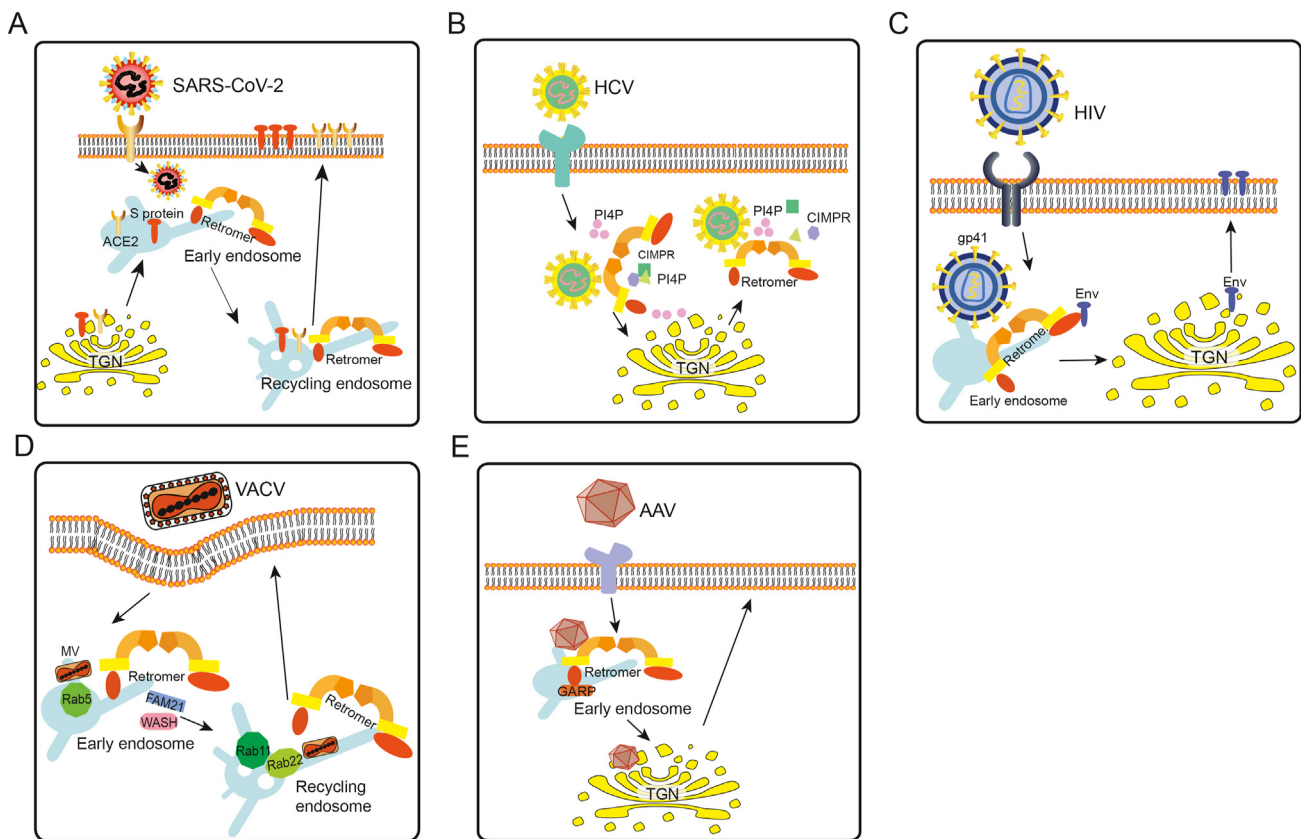 A
SARS-CoV-2
S protein
ACE2
Retromer
Early endosome
TGN
Retromer
Recycling endosome
B
HCV
PI4P
CIMPR
PI4P
PI4P
CIMPR
Retromer
TGN
C
HIV
gp41
Env
Retromer
Early endosome
Env
TGN
D
VACV
MV
Rab5
Retromer
FAM21
WASH
Early endosome
Rab11
Rab22
Retromer
Recycling
endosome
E
AAV
Retromer
GARP
Early endosome
TGN